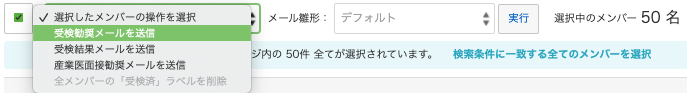 ✓ 選択したメンバーの操作を選択
メール雛形： デフォルト 実行 選択中のメンバー 50 名
受検勧奨メールを送信
受検結果メールを送信
ジ内の 50件 全てが選択されています。 検索条件に一致する全てのメンバーを選択
産業医面接勧奨メールを送信
全メンバーの「受検済」ラベルを削除